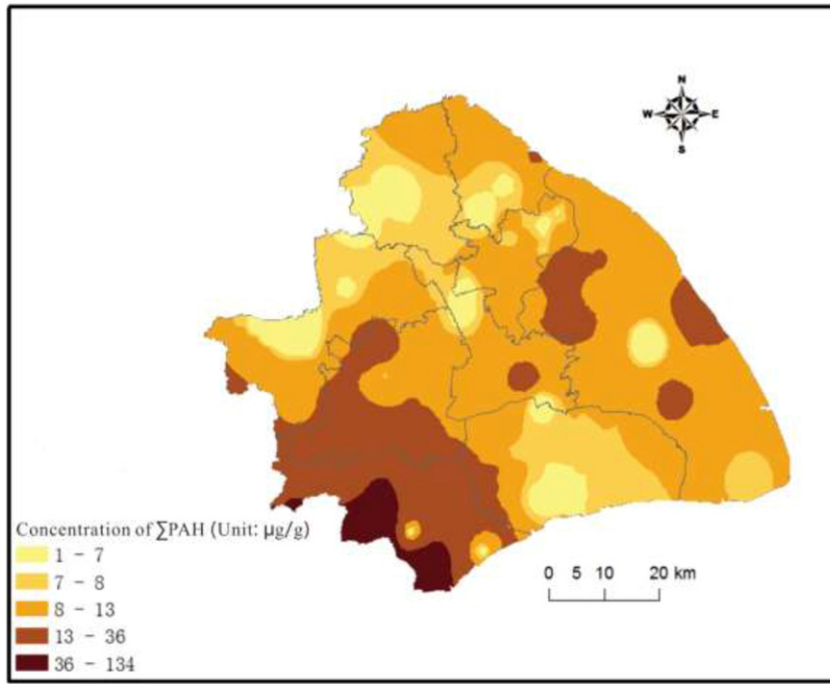 N
W E
S
Concentration of ∑PAH (Unit: µg/g)
1 - 7
7 - 8
8 - 13
13 - 36
36 - 134
0 5 10 20 km